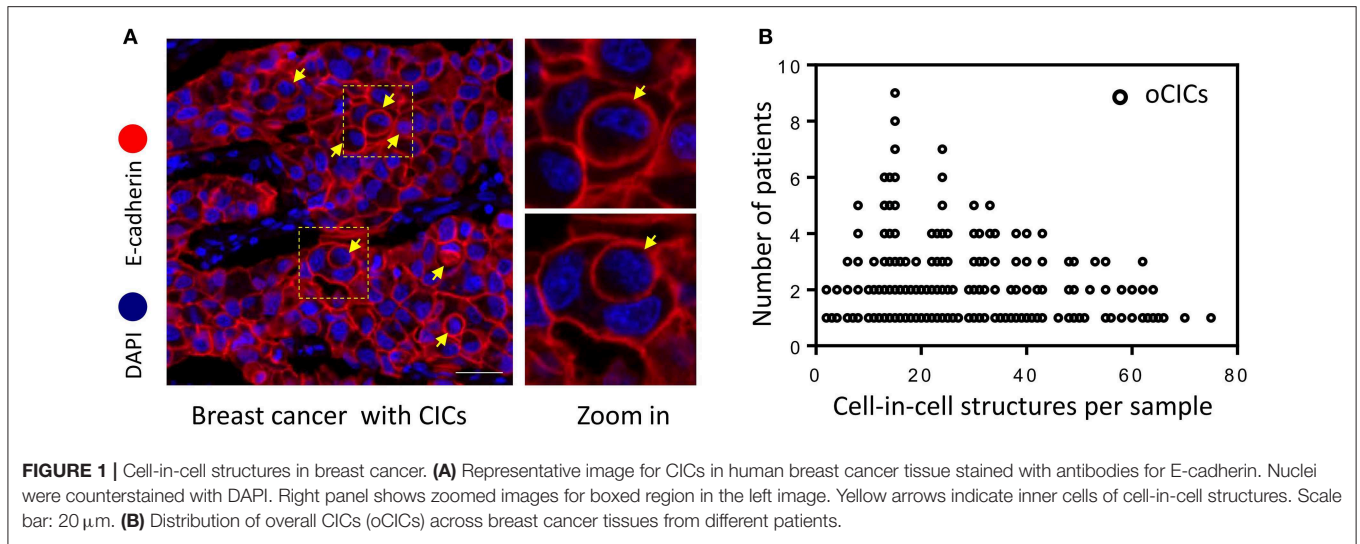 A
E-cadherin
DAPI
Breast cancer with CICs
Zoom in
B
Number of patients
10
8
6
4
2
0
oCICs
0 20 40 60 80
Cell-in-cell structures per sample
FIGURE 1 | Cell-in-cell structures in breast cancer. (A) Representative image for CICs in human breast cancer tissue stained with antibodies for E-cadherin. Nuclei
were counterstained with DAPI. Right panel shows zoomed images for boxed region in the left image. Yellow arrows indicate inner cells of cell-in-cell structures. Scale
bar: 20 μm. (B) Distribution of overall CICs (oCICs) across breast cancer tissues from different patients.